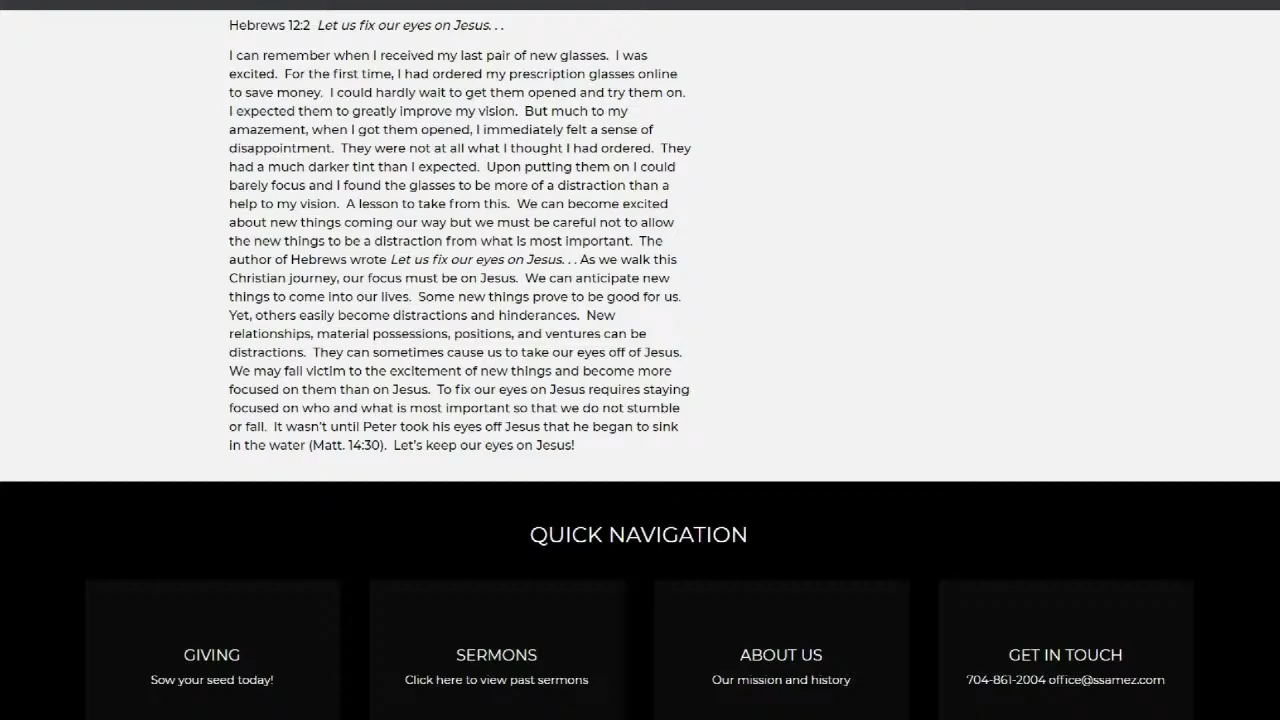 Hebrews 12:2  Let us fix our eyes on Jesus. . .
I can remember when I received my last pair of new glasses.  I was
excited.  For the first time, I had ordered my prescription glasses online
to save money.  I could hardly wait to get them opened and try them on.
I expected them to greatly improve my vision.  But much to my
amazement, when I got them opened, I immediately felt a sense of
disappointment.  They were not at all what I thought I had ordered.  They
had a much darker tint than I expected.  Upon putting them on I could
barely focus and I found the glasses to be more of a distraction than a
help to my vision.  A lesson to take from this.  We can become excited
about new things coming our way but we must be careful not to allow
the new things to be a distraction from what is most important.  The
author of Hebrews wrote Let us fix our eyes on Jesus. . . As we walk this
Christian journey, our focus must be on Jesus.  We can anticipate new
things to come into our lives.  Some new things prove to be good for us.
Yet, others easily become distractions and hinderances.  New
relationships, material possessions, positions, and ventures can be
distractions.  They can sometimes cause us to take our eyes off of Jesus.
We may fall victim to the excitement of new things and become more
focused on them than on Jesus.  To fix our eyes on Jesus requires staying
focused on who and what is most important so that we do not stumble
or fall.  It wasn't until Peter took his eyes off Jesus that he began to sink
in the water (Matt. 14:30).  Let's keep our eyes on Jesus!
QUICK NAVIGATION
GIVING
Sow your seed today!
SERMONS
Click here to view past sermons
ABOUT US
Our mission and history
GET IN TOUCH
704-861-2004 office@ssamez.com